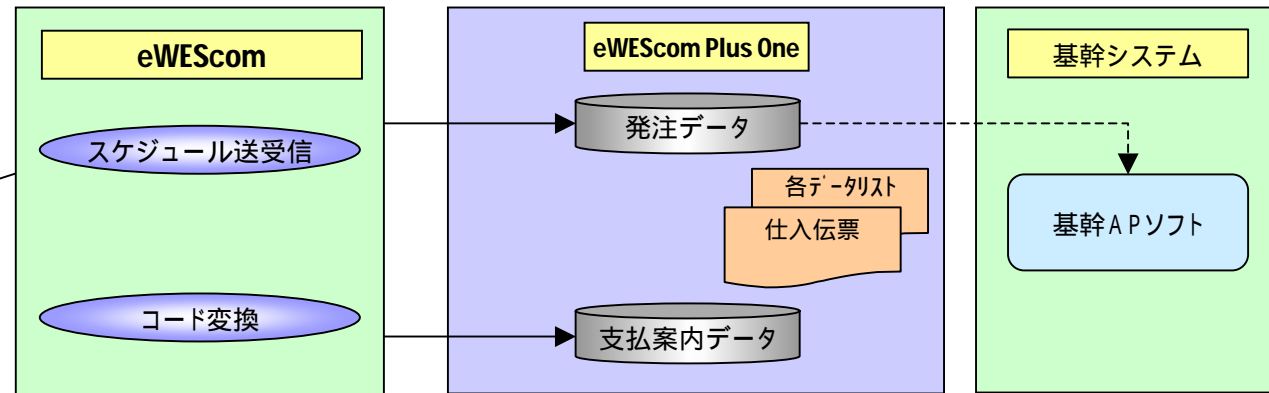 eWEScom
スケジュール送受信
コード変換
eWEScom Plus One
発注データ
各ﾃﾞｰﾀﾘｽﾄ
仕入伝票
支払案内データ
基幹システム
基幹ＡＰソフト